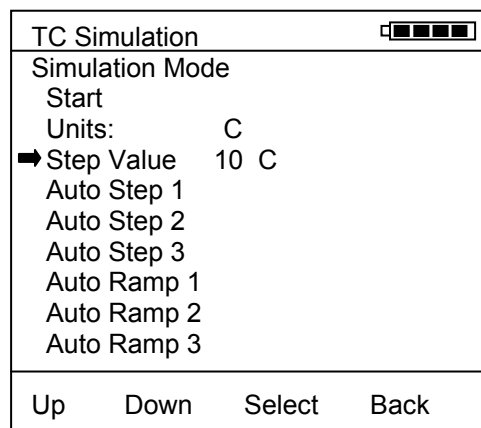 TC Simulation
Simulation Mode
Start
Units: C
Step Value 10 C
Auto Step 1
Auto Step 2
Auto Step 3
Auto Ramp 1
Auto Ramp 2
Auto Ramp 3
Up Down Select Back